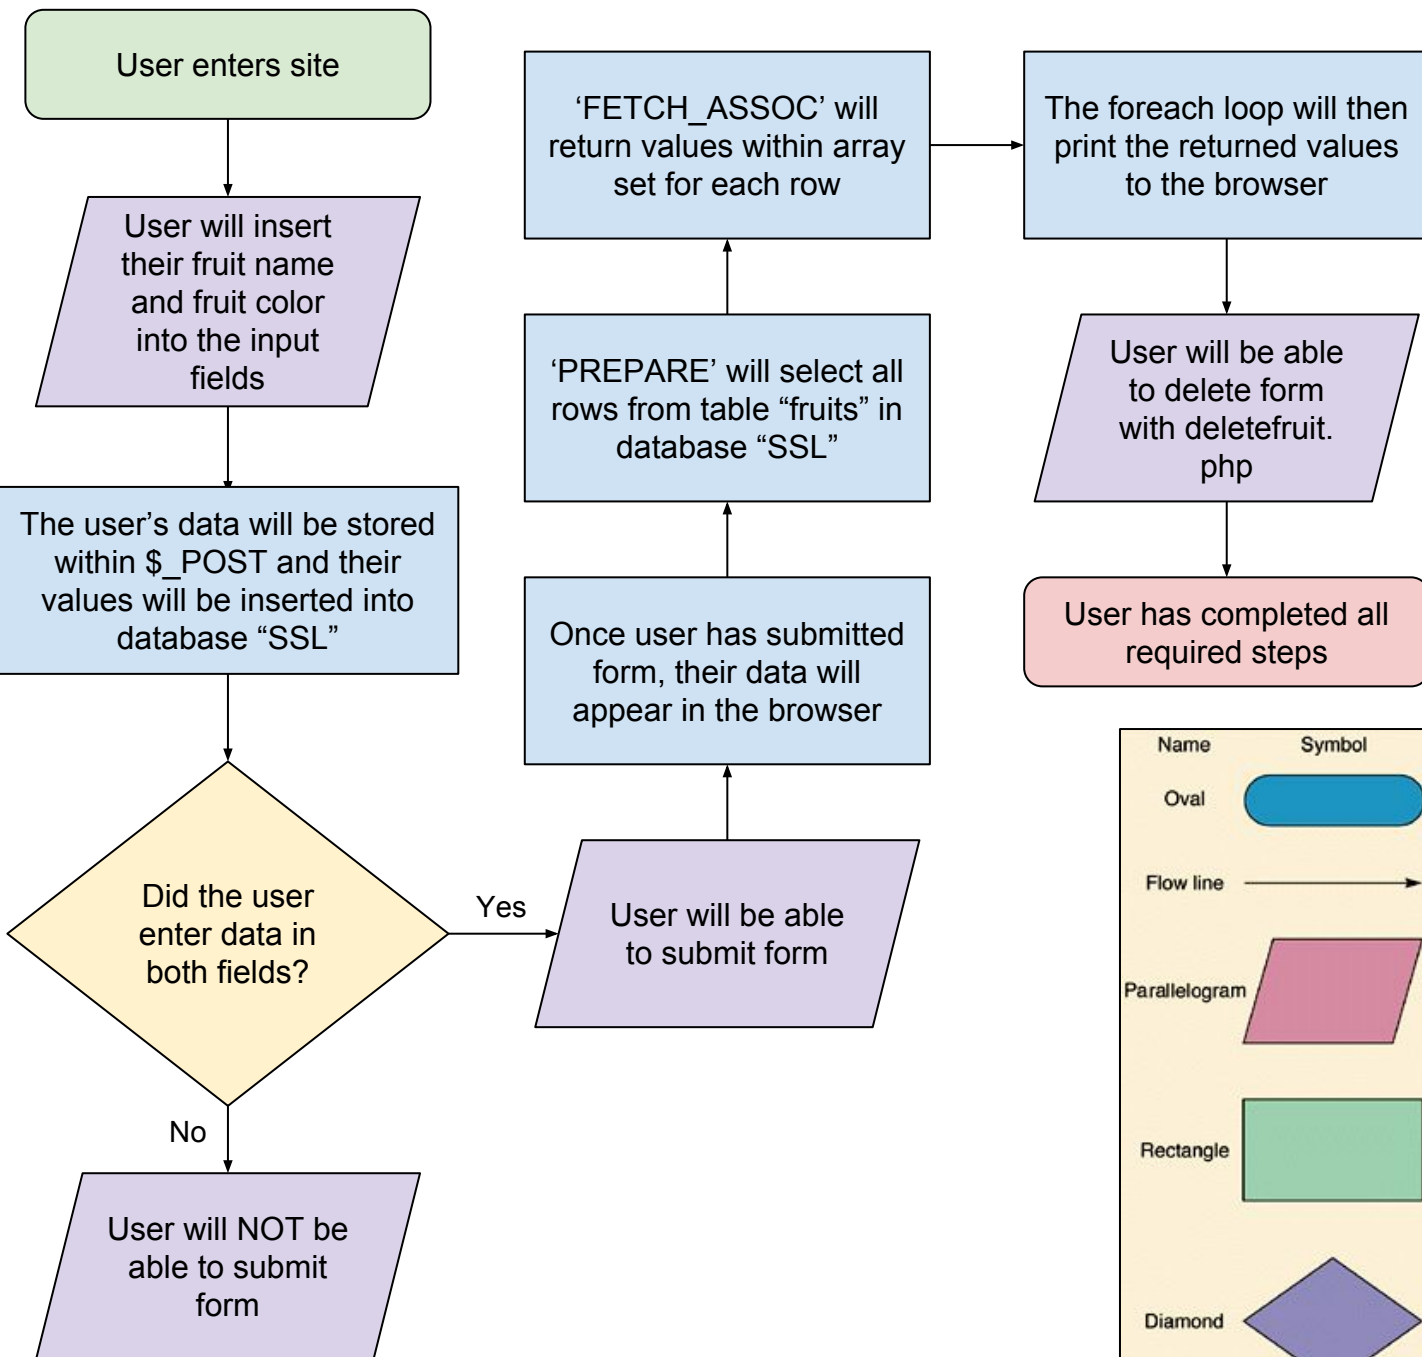 User enters site
User will insert
their fruit name
and fruit color
into the input
fields
The user’s data will be stored
within $_POST and their
values will be inserted into
database “SSL”
Did the user
enter data in
both fields?
Yes
No
User will NOT be
able to submit
form
User will be able
to submit form
Once user has submitted
form, their data will
appear in the browser
‘PREPARE’ will select all
rows from table “fruits” in
database “SSL”
‘FETCH_ASSOC’ will
return values within array
set for each row
The foreach loop will then
print the returned values
to the browser
User will be able
to delete form
with deletefruit.
php
User has completed all
required steps
Name Symbol
Oval
Flow line
Parallelogram
Rectangle
Diamond